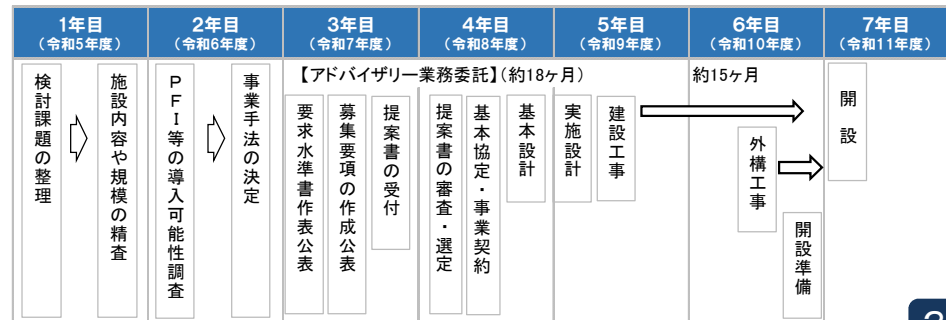 1年目
（令和5年度）
2年目
（令和6年度）
3年目
（令和7年度）
4年目
（令和8年度）
5年目
（令和9年度）
6年目
（令和10年度）
7年目
（令和11年度）
検討課題の整理
施設内容や規模の精査
PFI等の導入可能性調査
事業手法の決定
【アドバイザリー業務委託】（約18ヶ月）
要求水準書作表公表
募集要項の作成公表
提案書の受付
提案書の審査・選定
基本協定・事業契約
基本設計
実施設計
建設工事
約15ヶ月
外構工事
開設準備
開設